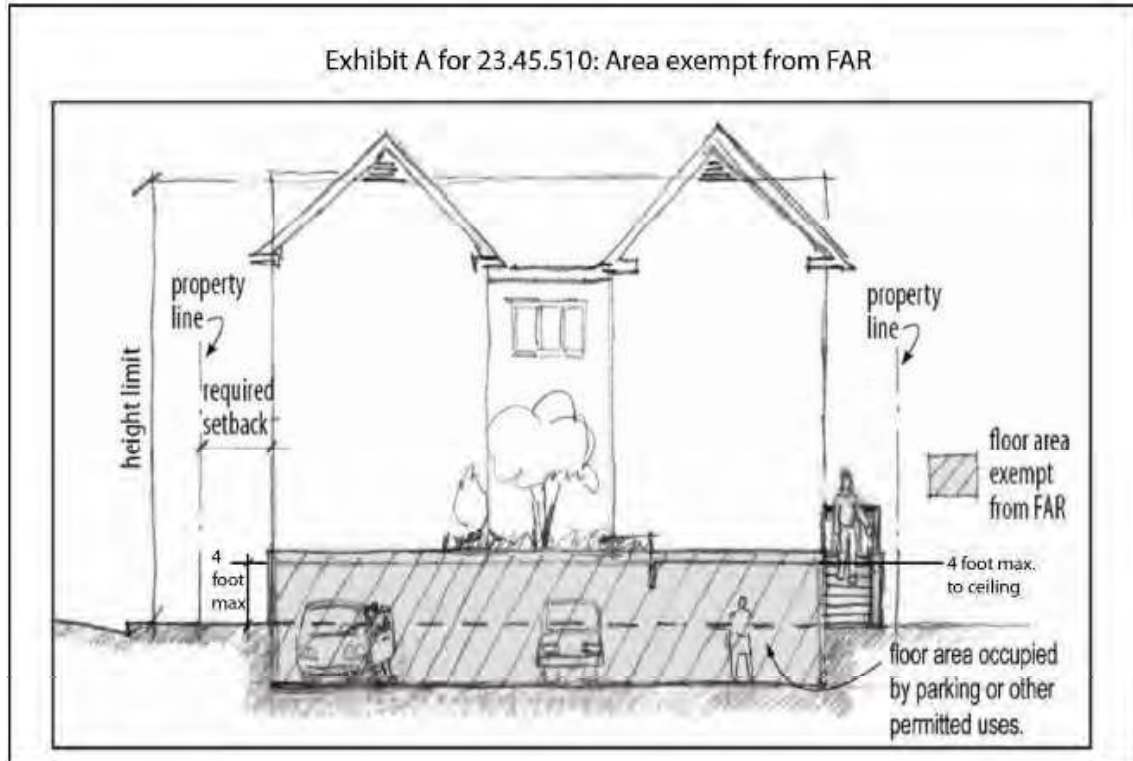 Exhibit A for 23.45.510: Area exempt from FAR
property
line
required
setback
height limit
property
line
floor area
exempt
from FAR
4
foot
max
4 foot max.
to ceiling
floor area occupied
by parking or other
permitted uses.